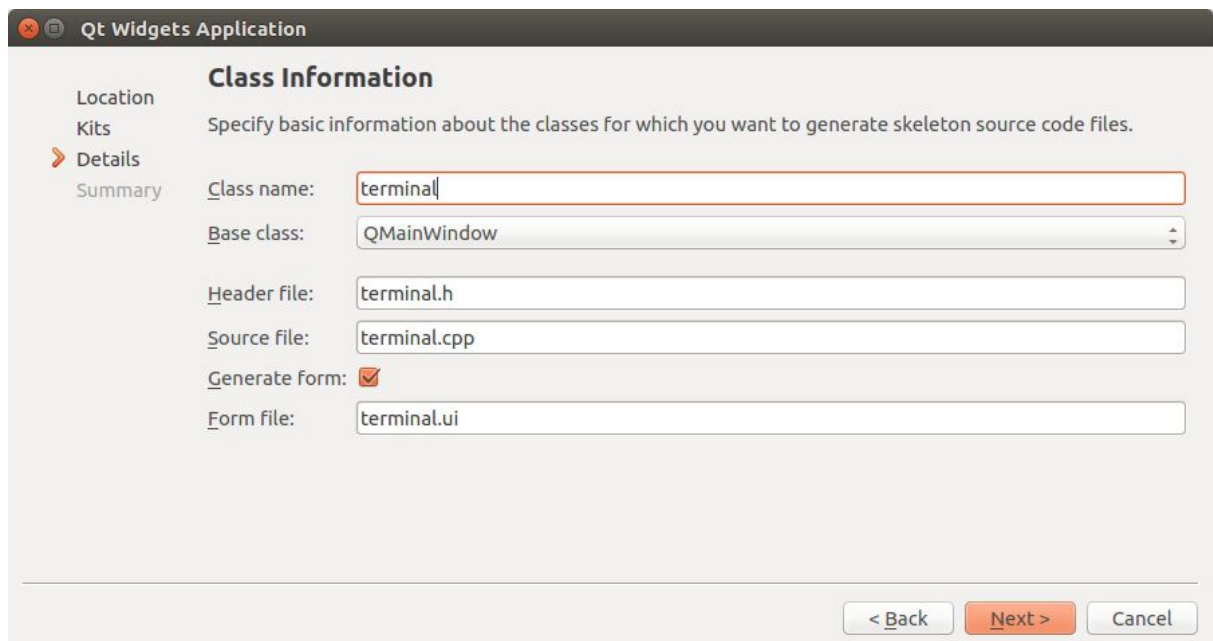 Qt Widgets Application
Location
Kits
Details
Summary
Class Information
Specify basic information about the classes for which you want to generate skeleton source code files.
Class name: terminal
Base class: QMainWindow
Header file: terminal.h
Source file: terminal.cpp
Generate form:
Form file: terminal.ui
< Back Next > Cancel